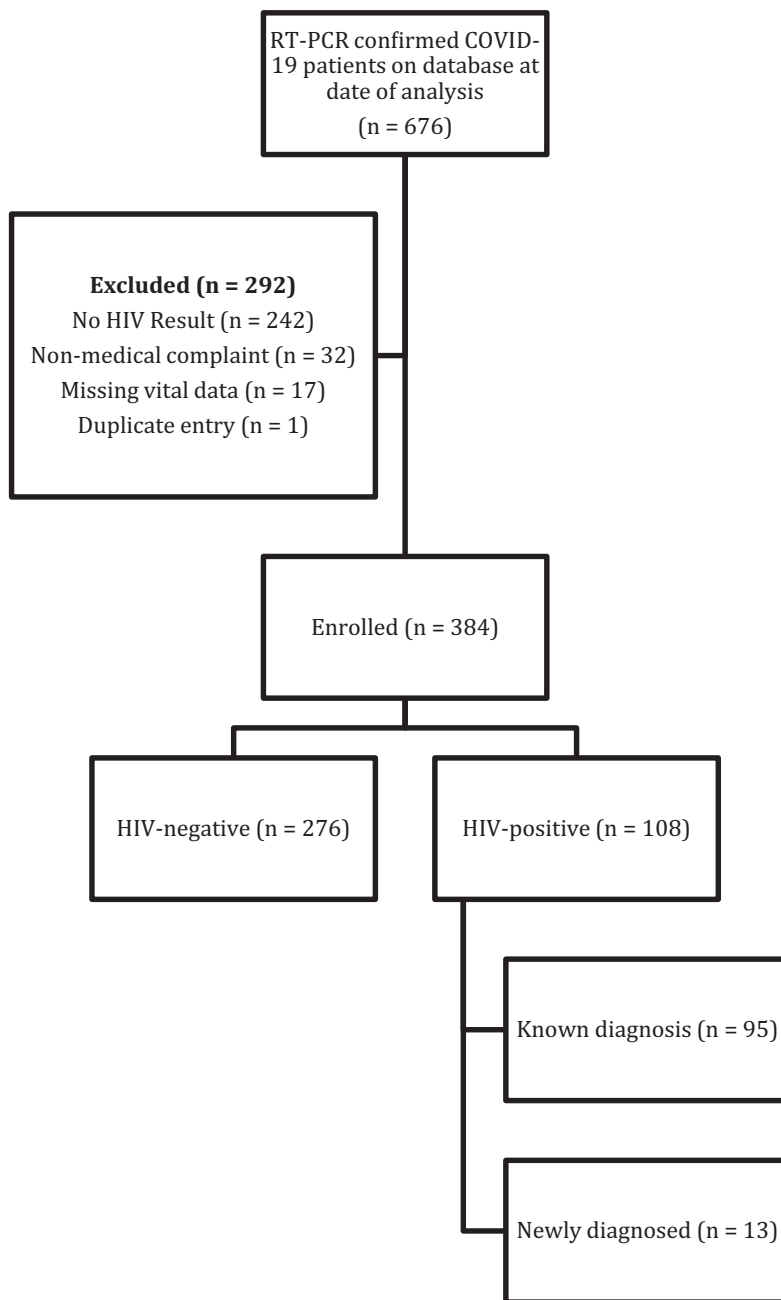 RT-PCR confirmed COVID-
19 patients on database at
date of analysis
(n = 676)
Excluded (n = 292)
No HIV Result (n = 242)
Non-medical complaint (n = 32)
Missing vital data (n = 17)
Duplicate entry (n = 1)
Enrolled (n = 384)
HIV-negative (n = 276)
HIV-positive (n = 108)
Known diagnosis (n = 95)
Newly diagnosed (n = 13)